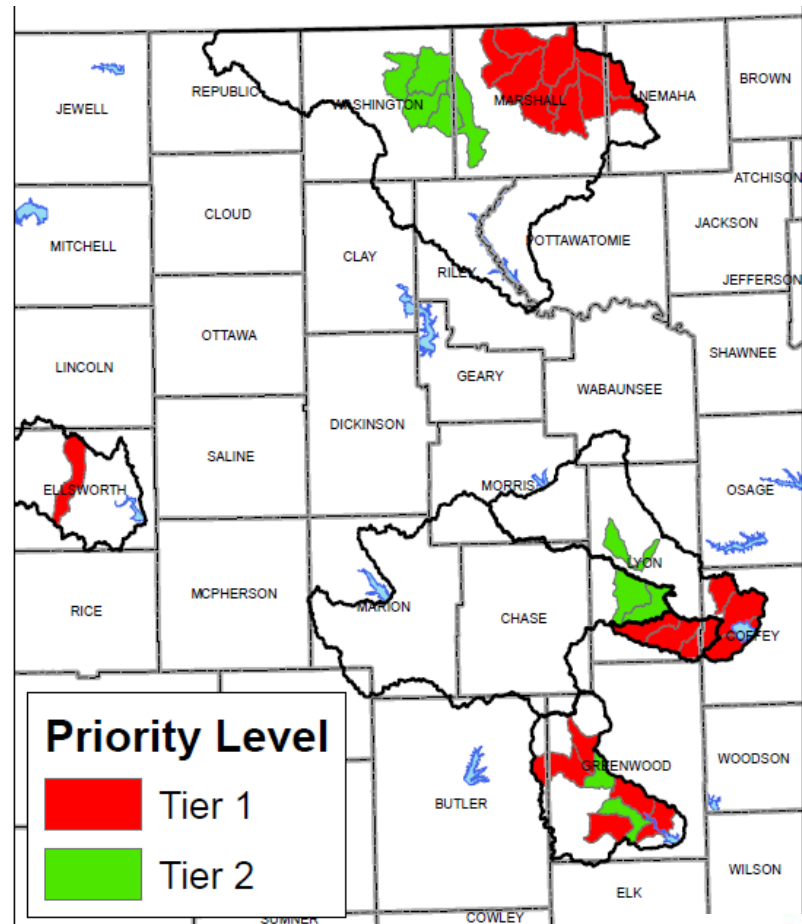 BROWN
REPUBLIC
NEMAHA
MARSHALL
WASHINGTON
JEWELL
ATCHISON
CLOUD
JACKSON
MITCHELL
POTTAWATOMIE
CLAY
RILEY
JEFFERSON
OTTAWA
SHAWNEE
LINCOLN
GEARY
WABAUNSEE
DICKINSON
SALINE
MORRIS
ELLSWORTH
OSAGE
LYON
MCPHERSON
RICE
MARION
CHASE
COFFEY
Priority Level
Tier 1
Tier 2
GREENWOOD
WOODSON
BUTLER
WILSON
ELK
COWLEY
SUMNER